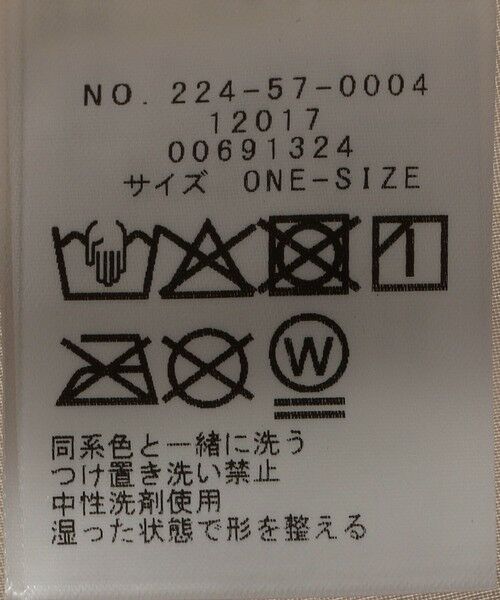 NO. 224-57-0004
12017
00691324
サイズ ONE-SIZE
W
同系色と一緒に洗う
つけ置き洗い禁止
中性洗剤使用
湿った状態で形を整える